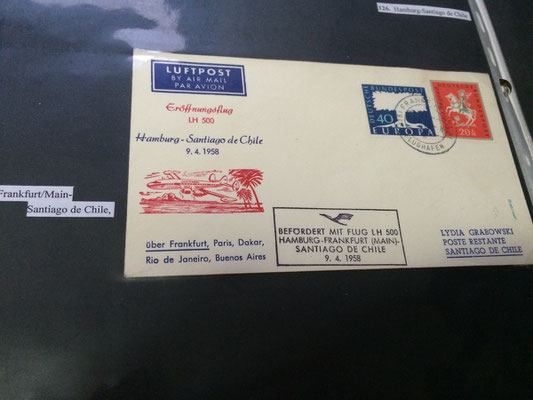 126. Hamburg-Santiago de Chile,
LUFTPOST
BY AIR MAIL
PAR AVION
Eröffnungsflug
LH 500
Hamburg - Santiago de Chile
9. 4. 1958
über Frankfurt, Paris, Dakar,
Rio de Janeiro, Buenos Aires
DEUTSCHE BUNDESPOST
40
EUROPA
20
FLUGHAFEN
BEFÖRDERT MIT FLUG LH 500
HAMBURG-FRANKFURT (MAIN)-
SANTIAGO DE CHILE
9. 4. 1958
LYDIA GRABOWSKI
POSTE RESTANTE
SANTIAGO DE CHILE
Frankfurt/Main-
Santiago de Chile,